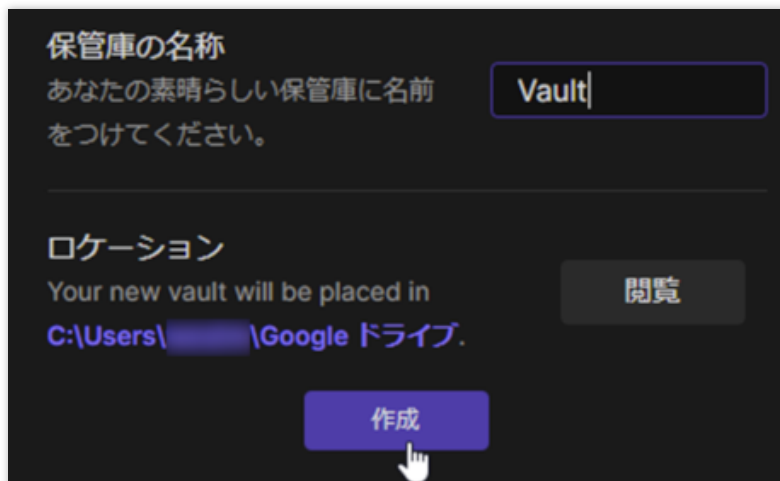 保管庫の名称
あなたの素晴らしい保管庫に名前
をつけてください。
Vault
ロケーション
Your new vault will be placed in
C:\Users\ \Google ドライブ.
閲覧
作成